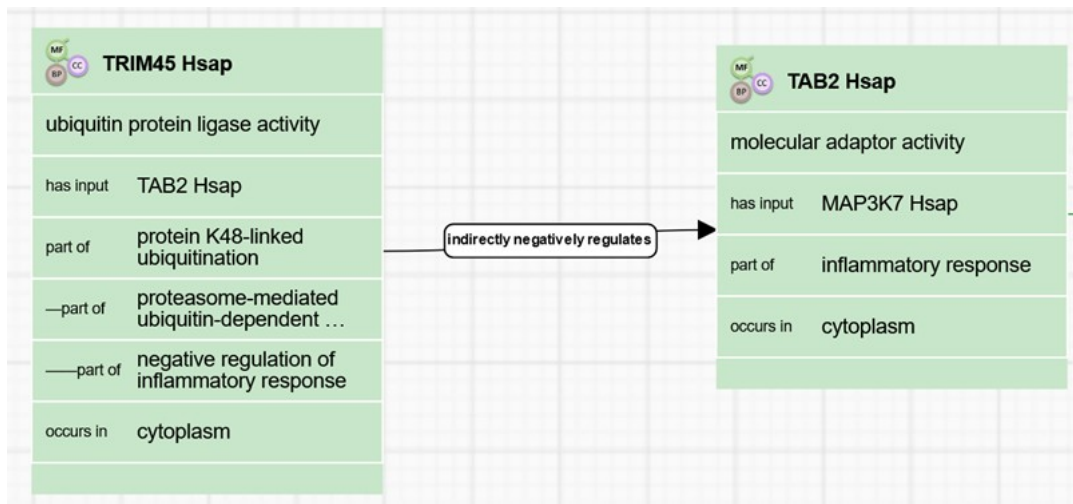 MF
CC
BP
TRIM45 Hsap
ubiquitin protein ligase activity
has input TAB2 Hsap
part of protein K48-linked
ubiquitination
—part of proteasome-mediated
ubiquitin-dependent …
——part of negative regulation of
inflammatory response
occurs in cytoplasm
indirectly negatively regulates
MF
CC
BP
TAB2 Hsap
molecular adaptor activity
has input MAP3K7 Hsap
part of inflammatory response
occurs in cytoplasm